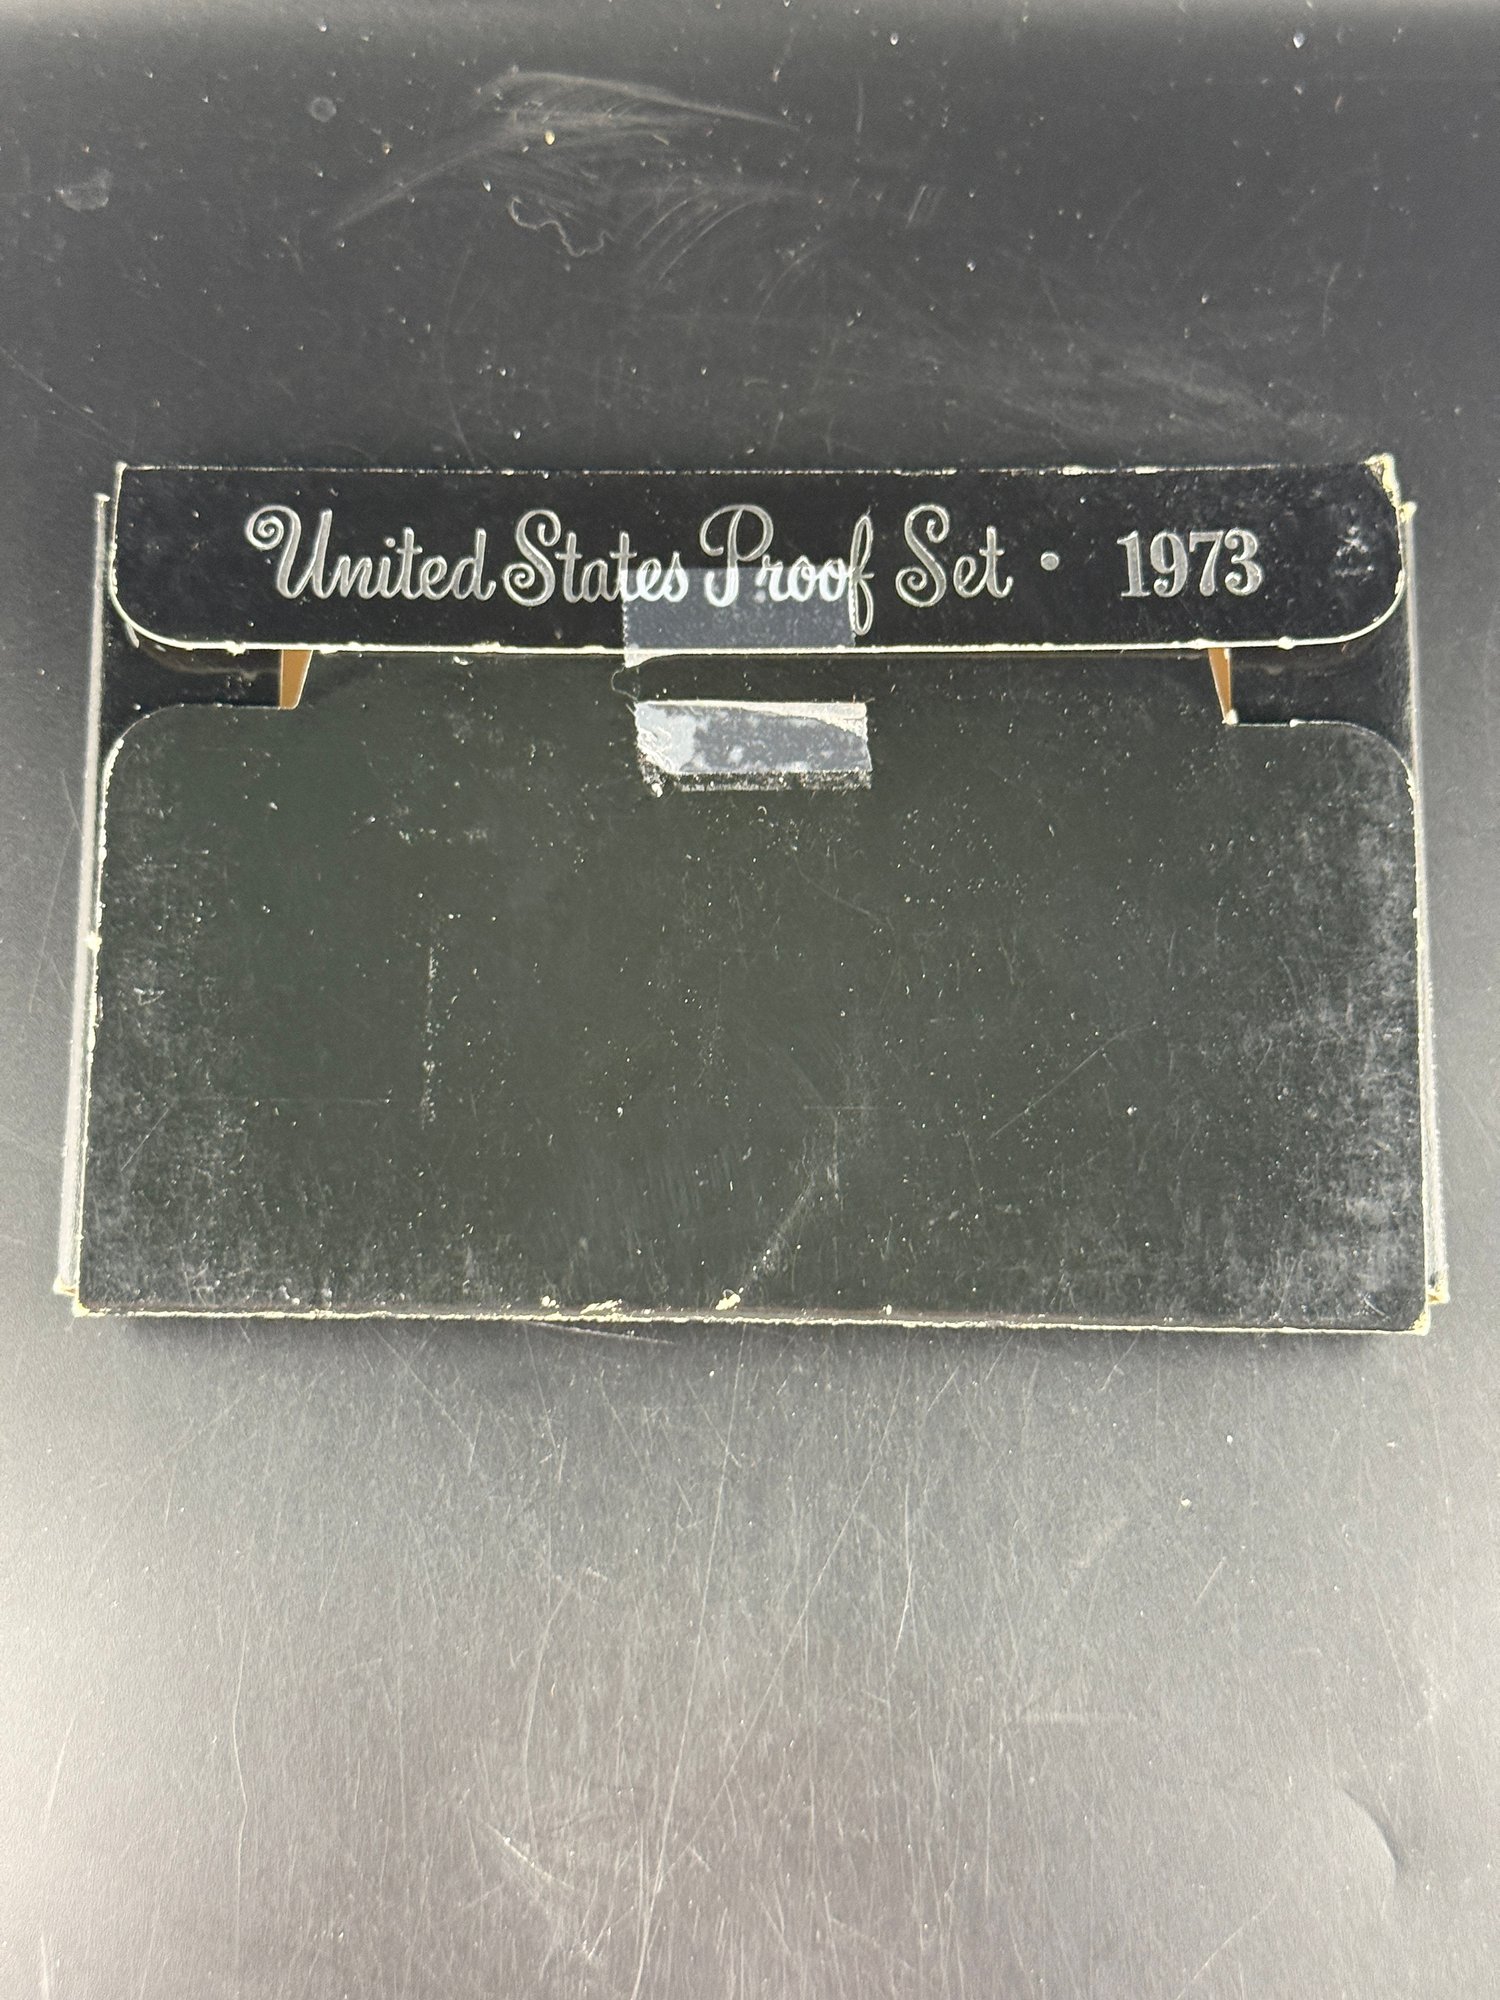 United States Proof Set • 1973